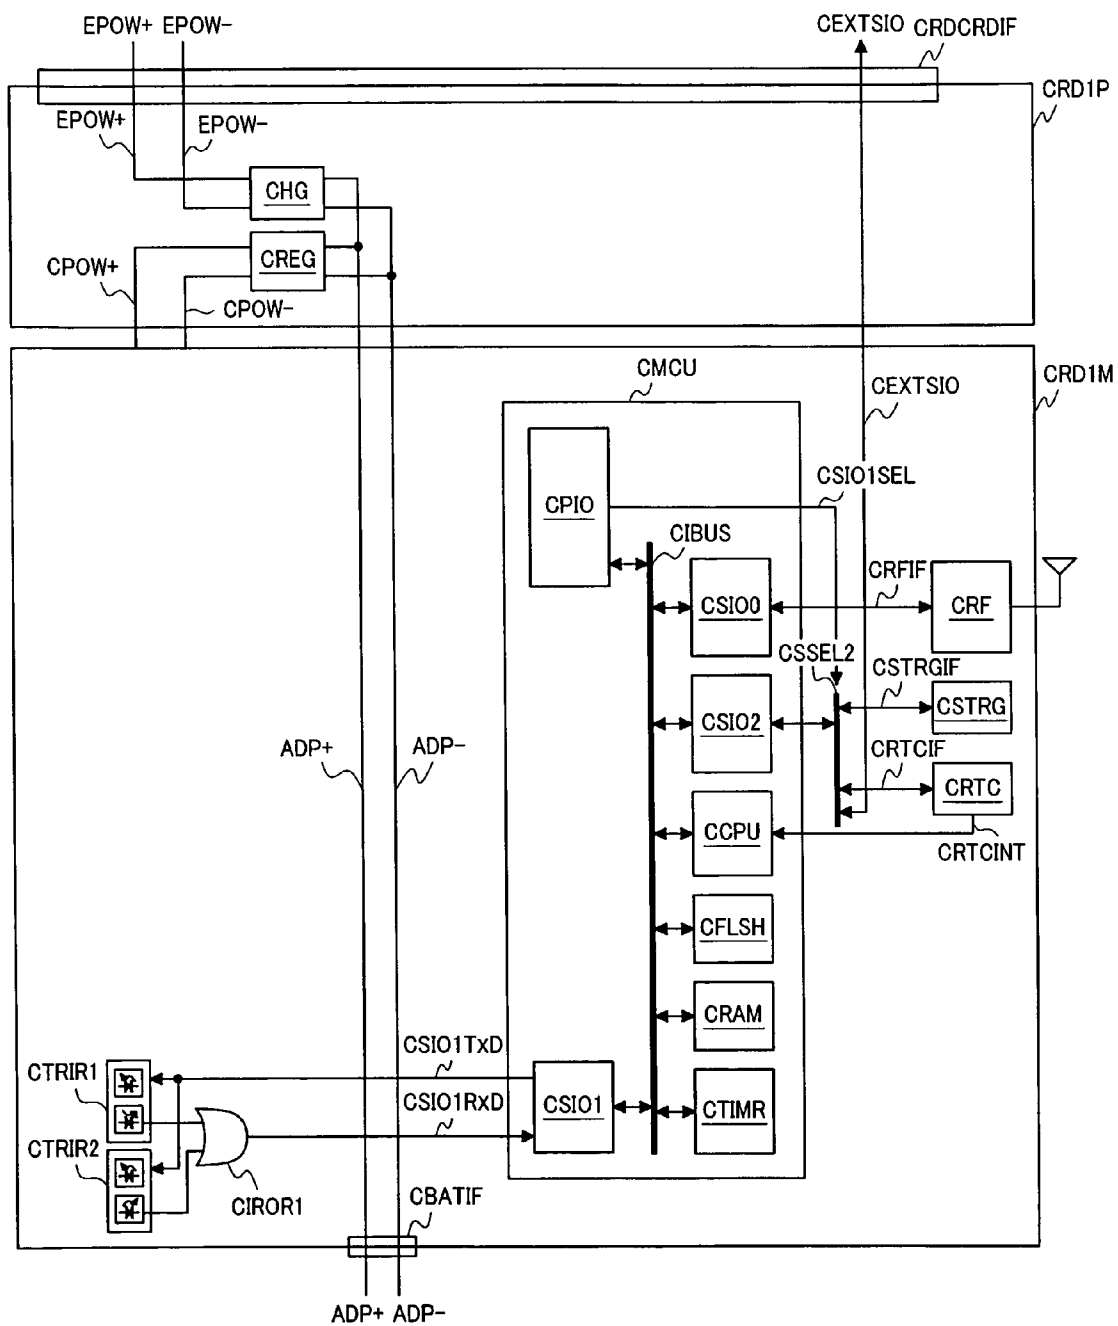 EPOW+ EPOW-
CEXTSIO
CRDCRDIF
CRD1P
EPOW+
EPOW-
CHG
CREG
CPOW+
CPOW-
CMCU
CEXTSIO
CRD1M
CPIO
CSIO1SEL
CIBUS
CSIO0
CRFIF
CRF
CSSEL2
CSTRGIF
CSTRG
CSIO2
CRTCIF
CRTC
ADP+
ADP-
CCPU
CRTCINT
CFLSH
CRAM
CSIO1TxD
CTRIR1
CSIO1RxD
CSIO1
CTIMR
CTRIR2
CIROR1
CBATIF
ADP+ ADP-